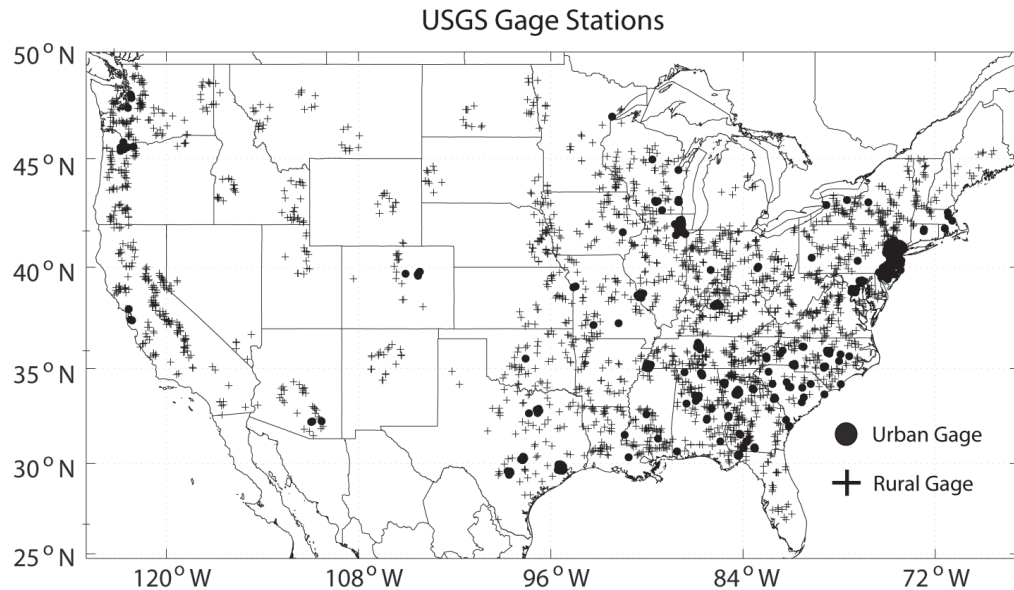 USGS Gage Stations
50° N
45° N
40° N
35° N
30° N
25° N
Urban Gage
Rural Gage
120° W
108° W
96° W
84° W
72° W